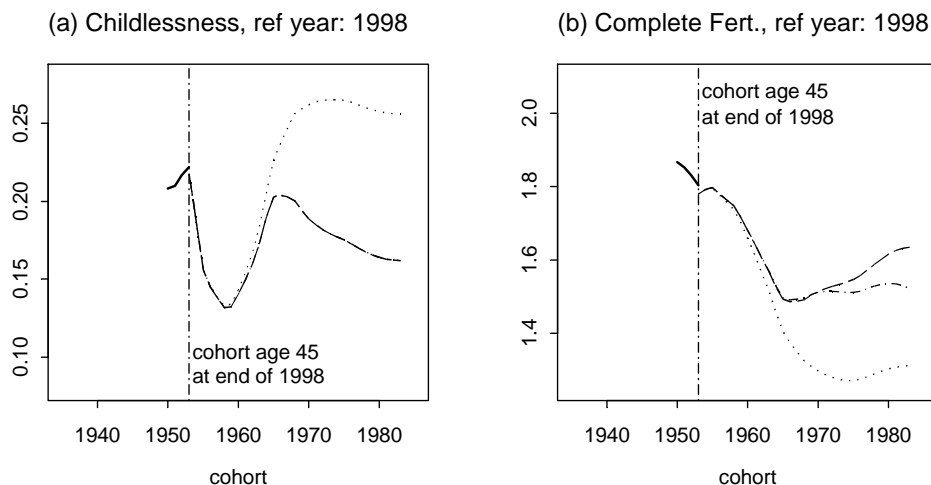 (a) Childlessness, ref year: 1998
0.25
0.20
0.15
0.10
cohort age 45
at end of 1998
1940 1950 1960 1970 1980
cohort
(b) Complete Fert., ref year: 1998
2.0
1.8
1.6
1.4
cohort age 45
at end of 1998
1940 1950 1960 1970 1980
cohort